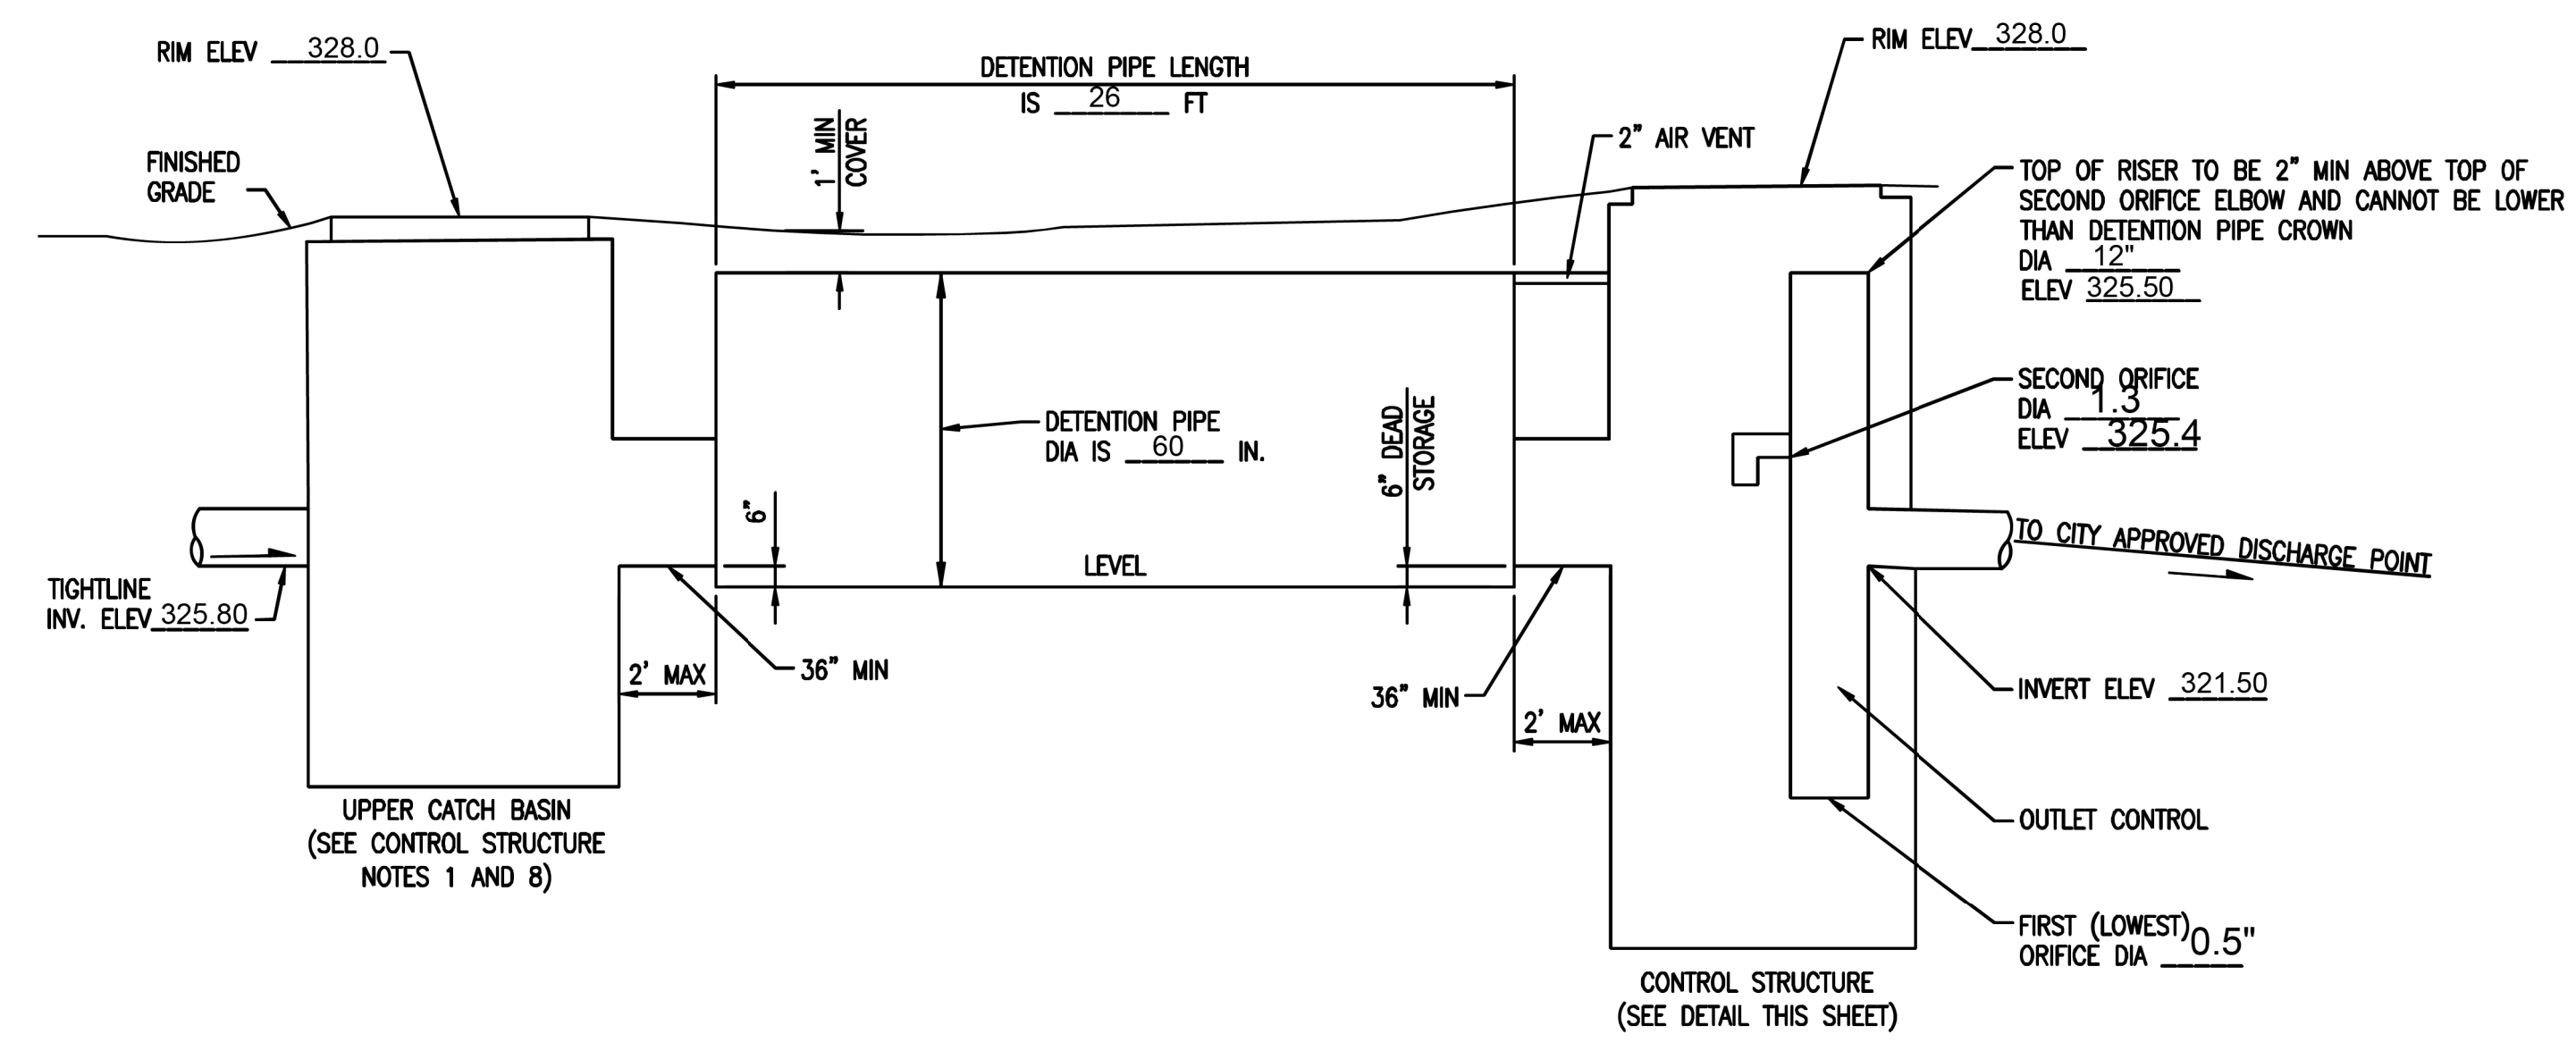 RIM ELEV 328.0
FINISHED
GRADE
DETENTION PIPE LENGTH
IS 26 FT
1' MIN
COVER
2" AIR VENT
RIM ELEV 328.0
TOP OF RISER TO BE 2" MIN ABOVE TOP OF
SECOND ORIFICE ELBOW AND CANNOT BE LOWER
THAN DETENTION PIPE CROWN
DIA 12"
ELEV 325.50
SECOND ORIFICE
DIA 1.3
ELEV 325.4
DETENTION PIPE
DIA IS 60 IN.
6" DEAD
STORAGE
6"
LEVEL
TIGHTLINE
INV. ELEV 325.80
2' MAX
36" MIN
36" MIN
2' MAX
TO CITY APPROVED DISCHARGE POINT
INVERT ELEV 321.50
OUTLET CONTROL
FIRST (LOWEST)
ORIFICE DIA 0.5"
UPPER CATCH BASIN
(SEE CONTROL STRUCTURE
NOTES 1 AND 8)
CONTROL STRUCTURE
(SEE DETAIL THIS SHEET)